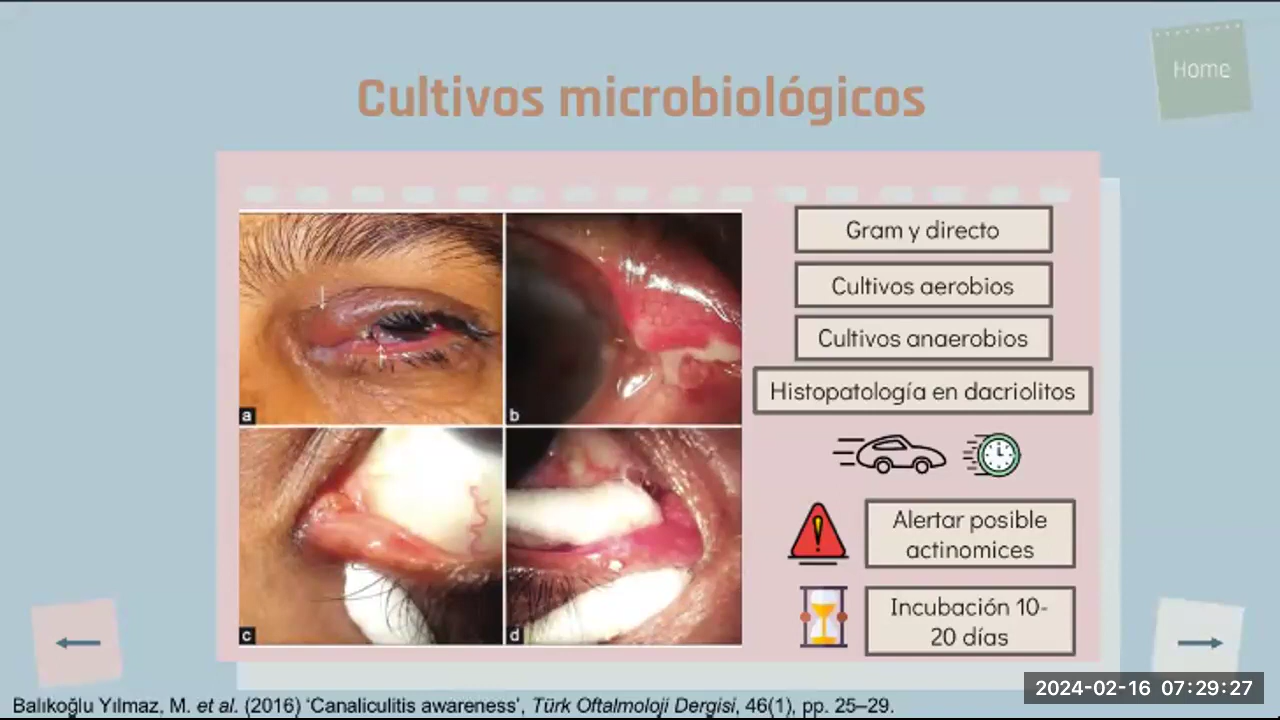 Home
Cultivos microbiológicos
a
b
c
d
Gram y directo
Cultivos aerobios
Cultivos anaerobios
Histopatología en dacriolitos
Alertar posible
actinomices
Incubación 10-
20 días
2024-02-16 07:29:27
Balıkoğlu Yılmaz, M. et al. (2016) ‘Canaliculitis awareness’, Türk Oftalmoloji Dergisi, 46(1), pp. 25–29.